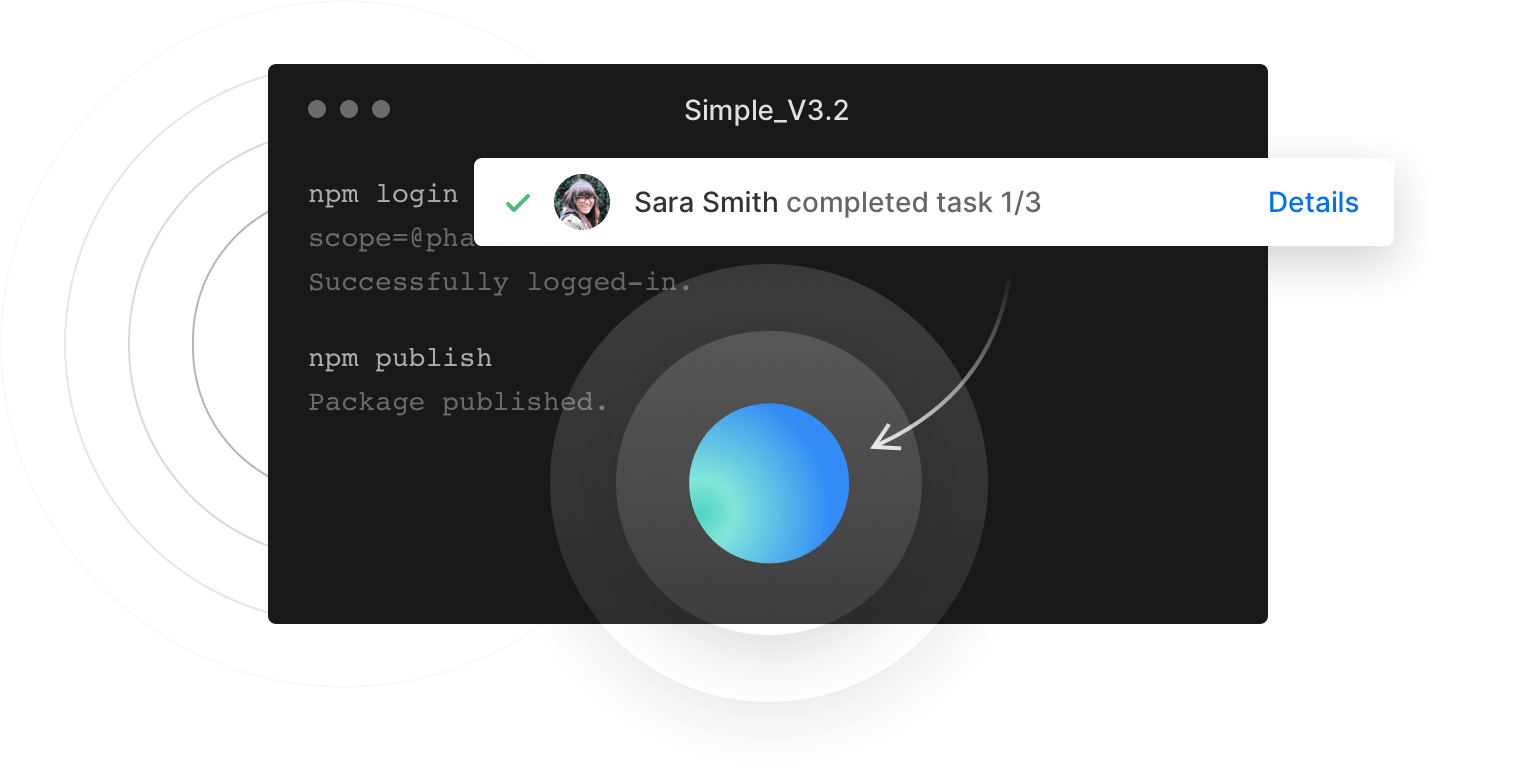 Simple_V3.2
npm login
Sara Smith completed task 1/3
Details
scope=@pha
Successfully logged-in.
npm publish
Package published.